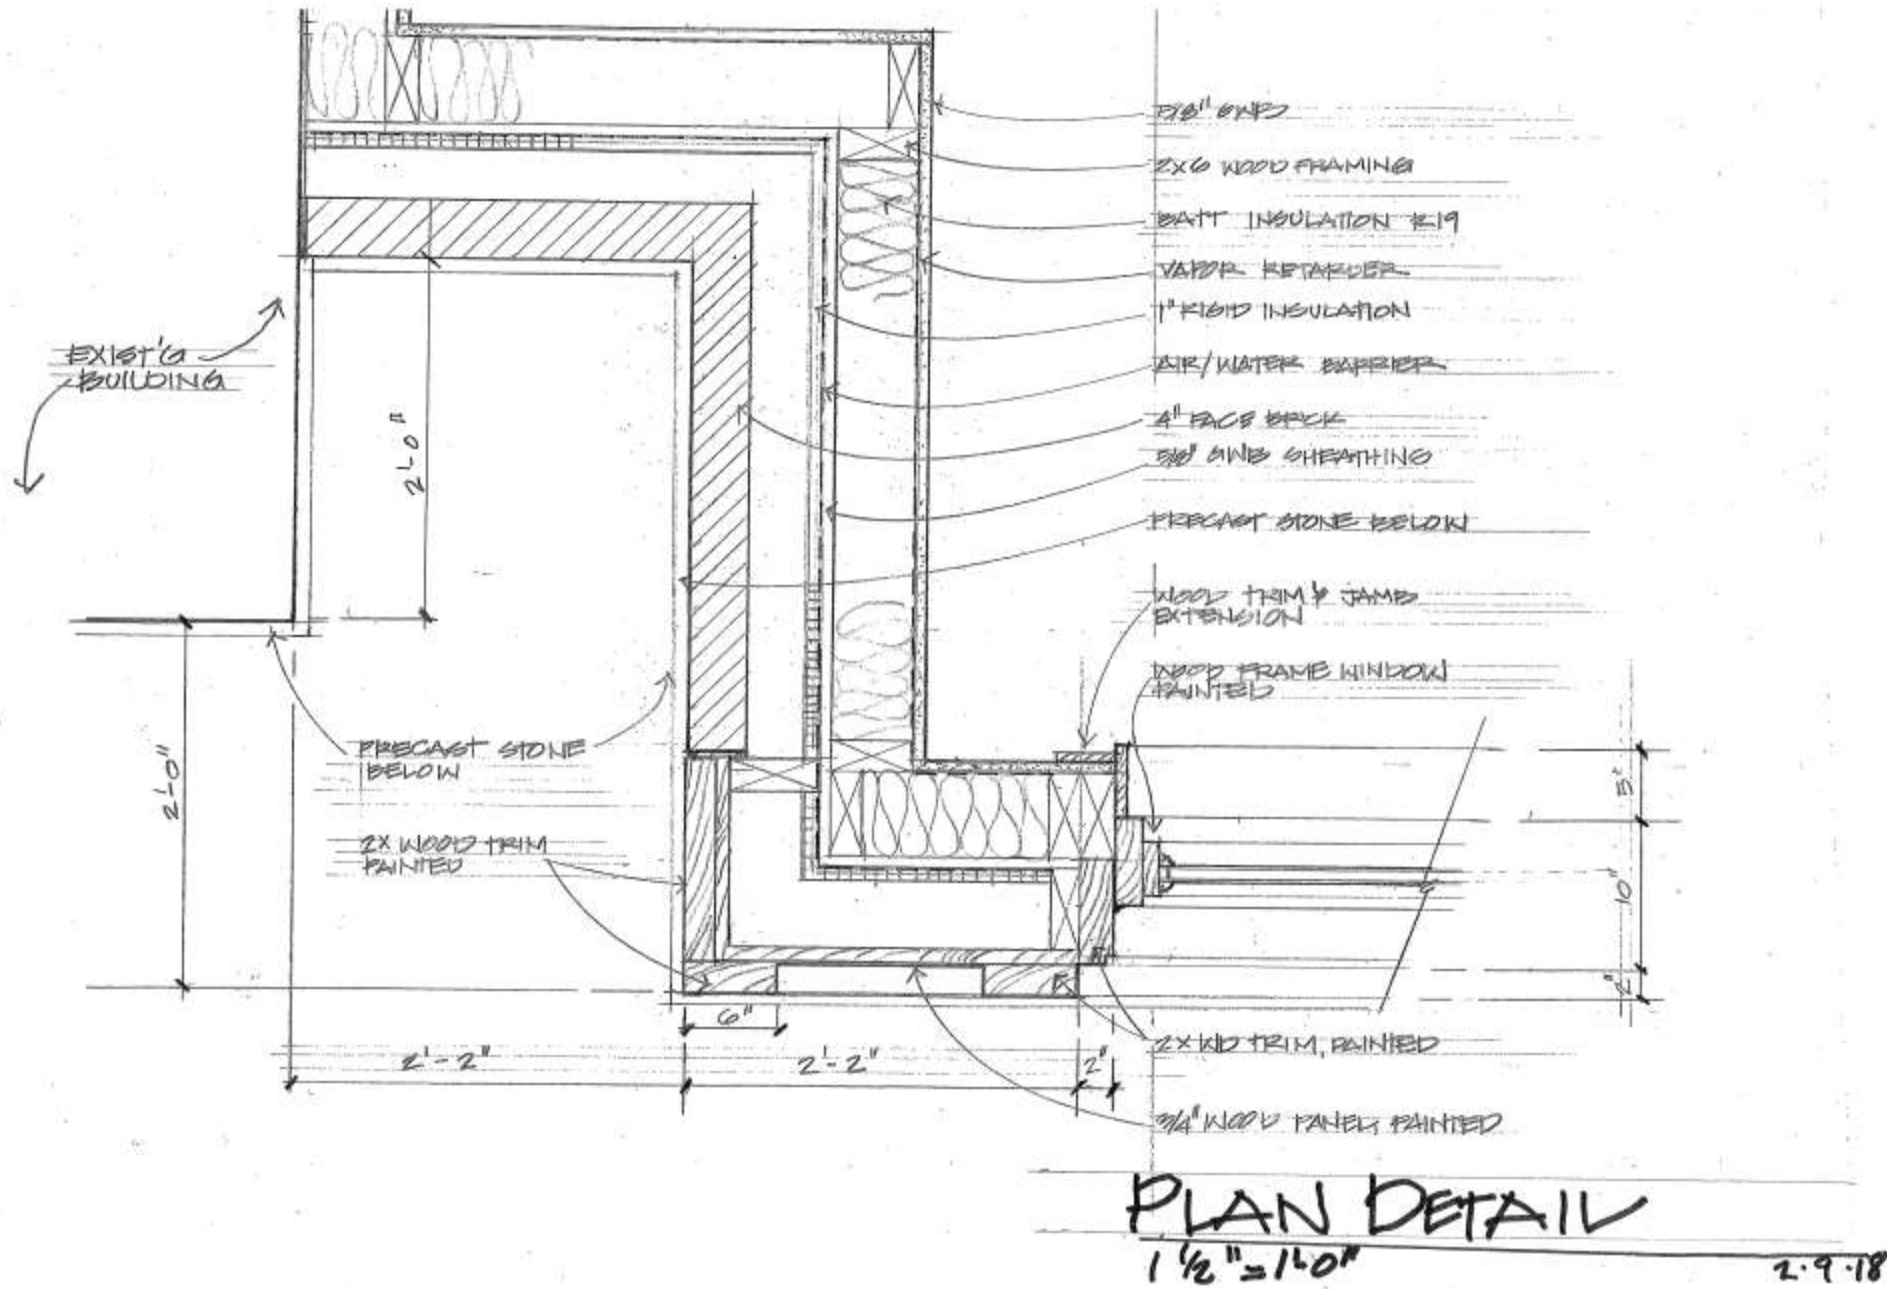 5/8" GWB
2X6 WOOD FRAMING
BATT INSULATION R19
VAPOR RETARDER
1" RIGID INSULATION
AIR/WATER BARRIER
4" FACE BRICK
5/8" GWB SHEATHING
PRECAST STONE BELOW
WOOD TRIM & JAMB
EXTENSION
WOOD FRAME WINDOW
PAINTED
EXIST'G
BUILDING
2'-0"
2'-0"
PRECAST STONE
BELOW
2X WOOD TRIM
PAINTED
5"
10"
2"
6"
2'-2"
2'-2"
2"
2X WD TRIM, PAINTED
3/4" WOOD PANEL, PAINTED
PLAN DETAIL
1 1/2" = 1'-0"
2.9.18